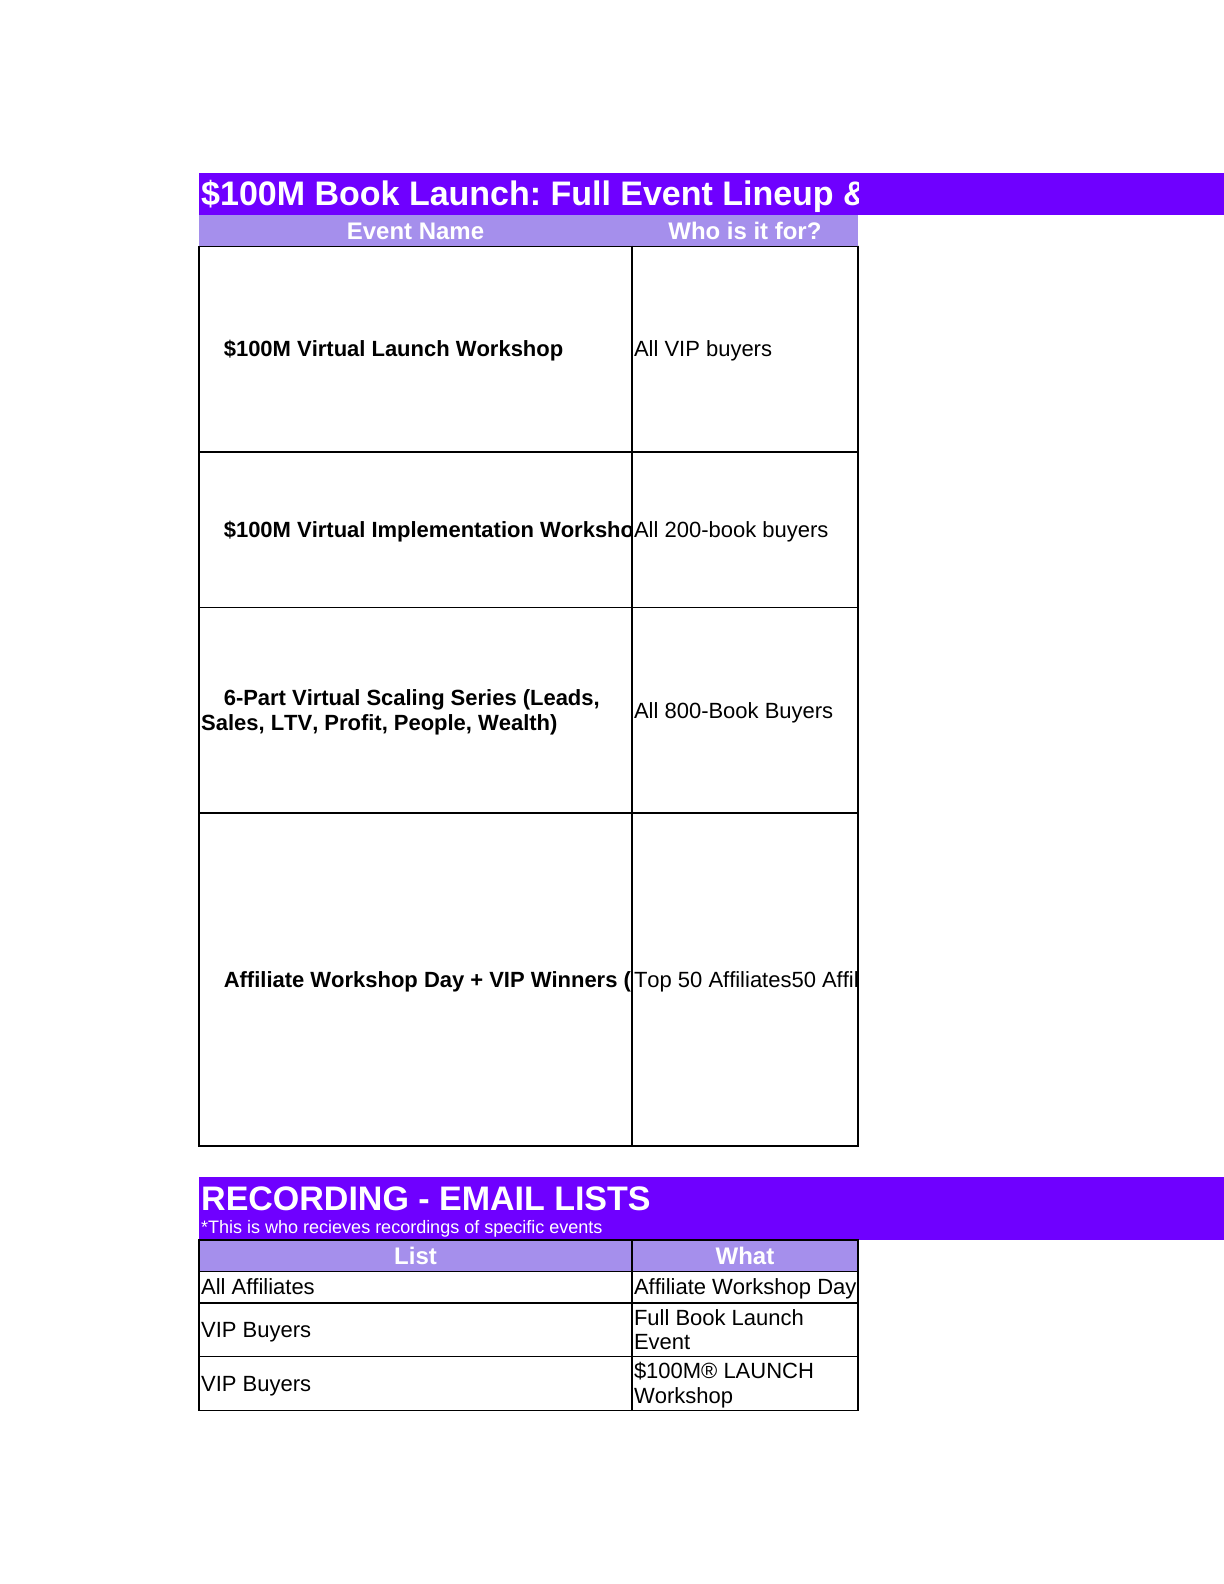 $100M Book Launch: Full Event Lineup &
Event Name Who is it for?
$100M Virtual Launch Workshop All VIP buyers
$100M Virtual Implementation Worksho All 200-book buyers
6-Part Virtual Scaling Series (Leads,
Sales, LTV, Profit, People, Wealth) All 800-Book Buyers
Affiliate Workshop Day + VIP Winners ( Top 50 Affiliates50 Affil
RECORDING - EMAIL LISTS
*This is who recieves recordings of specific events
List What
All Affiliates Affiliate Workshop Day
VIP Buyers Full Book Launch
Event
VIP Buyers $100M® LAUNCH
Workshop